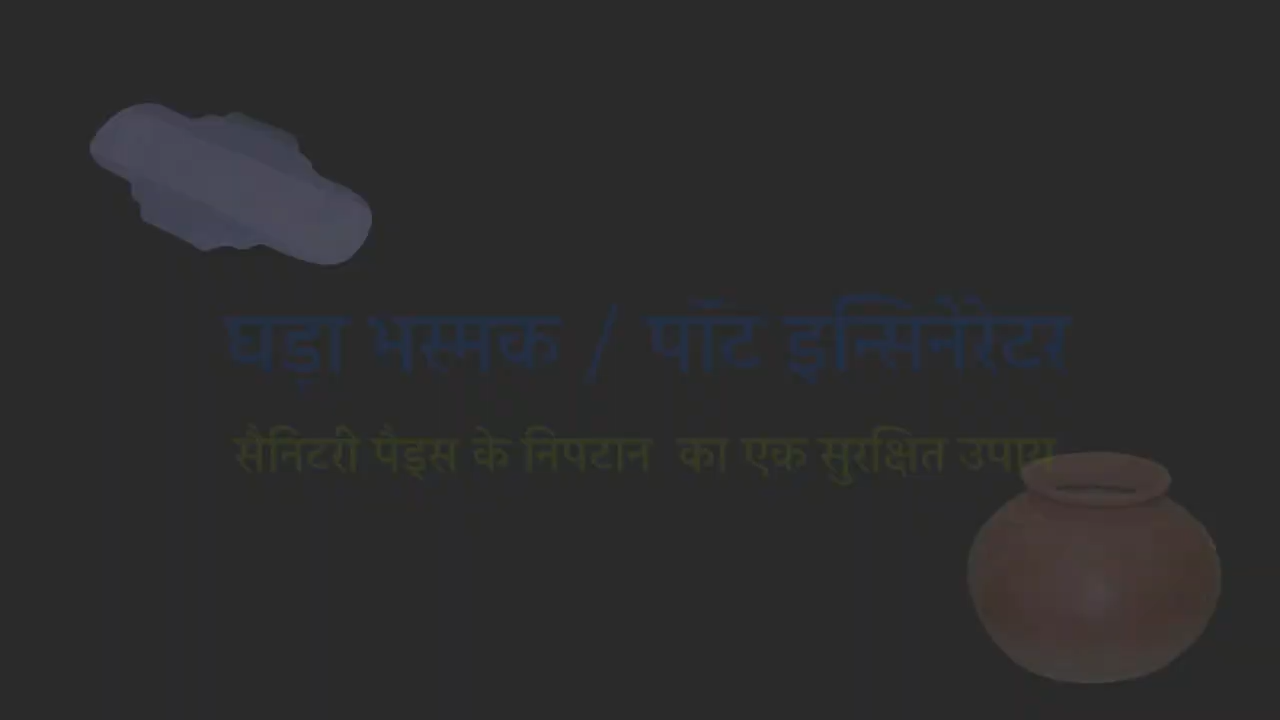 घड़ा भस्मक / पॉट इन्सिनेरेटर
सैनिटरी पैड्स के निपटान का एक सुरक्षित उपाय